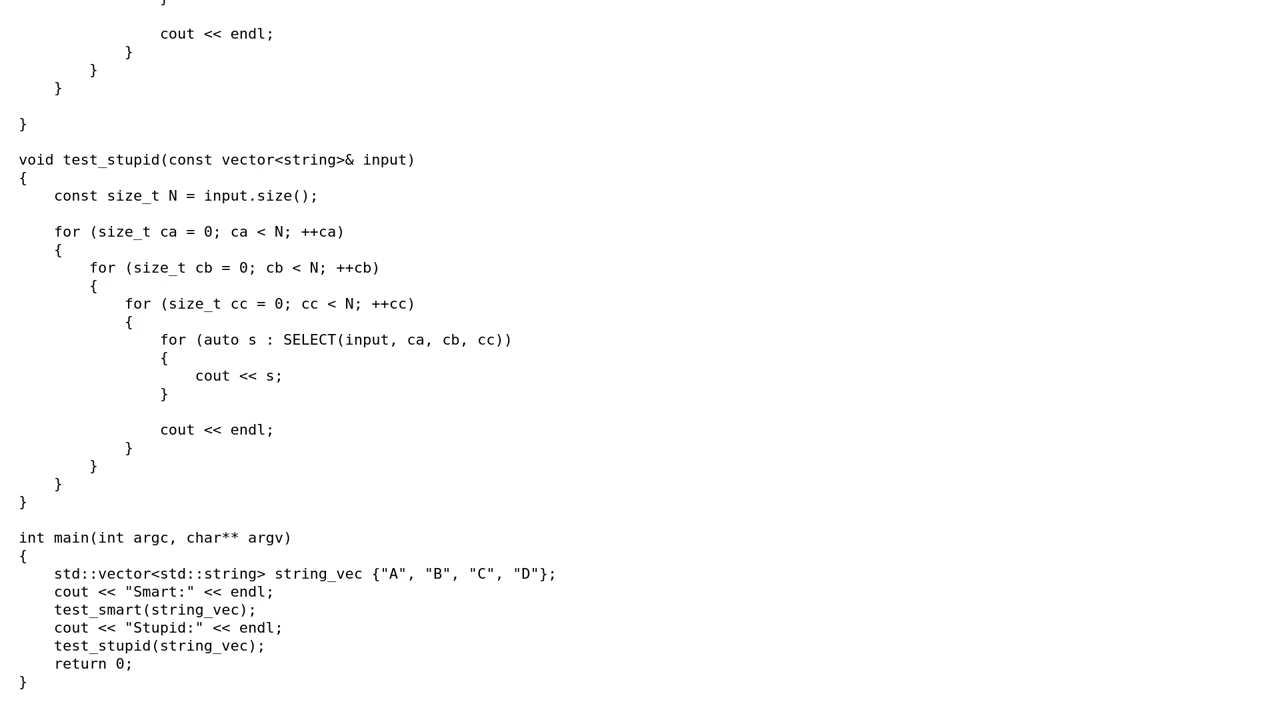 }
cout << endl;
}
}
}
}
void test_stupid(const vector<string>& input)
{
const size_t N = input.size();
for (size_t ca = 0; ca < N; ++ca)
{
for (size_t cb = 0; cb < N; ++cb)
{
for (size_t cc = 0; cc < N; ++cc)
{
for (auto s : SELECT(input, ca, cb, cc))
{
cout << s;
}
cout << endl;
}
}
}
}
int main(int argc, char** argv)
{
std::vector<std::string> string_vec {"A", "B", "C", "D"};
cout << "Smart:" << endl;
test_smart(string_vec);
cout << "Stupid:" << endl;
test_stupid(string_vec);
return 0;
}